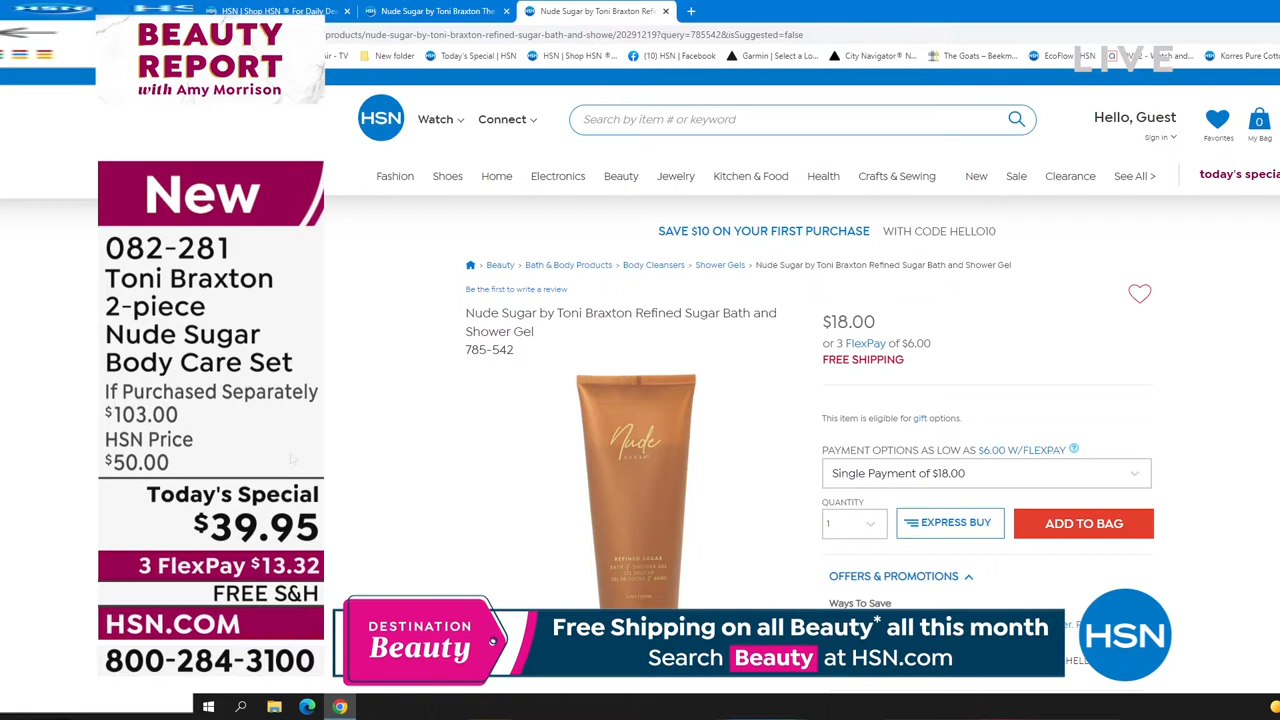 HSN | Shop HSN ® | For Daily De
Nude Sugar by Toni Braxton The
Nude Sugar by Toni Braxton Refi
products/nude-sugar-by-toni-braxton-refined-sugar-bath-and-showe/20291219?query=785542&isSuggested=false
ir - TV
New folder
Today's Special | HSN
HSN | Shop HSN ®...
(10) HSN | Facebook
Garmin | Select a Lo...
City Navigator® N...
The Goats – Beekm...
EcoFlow
HSN
Korres Pure Cott
LIVE
BEAUTY
REPORT
with Amy Morrison
HSN
Watch
Connect
Search by item # or keyword
Hello, Guest
Sign In
Favorites
0
My Bag
Fashion Shoes Home Electronics Beauty Jewelry Kitchen & Food Health Crafts & Sewing New Sale Clearance See All > today's specia
SAVE $10 ON YOUR FIRST PURCHASE WITH CODE HELLO10
> Beauty > Bath & Body Products > Body Cleansers > Shower Gels > Nude Sugar by Toni Braxton Refined Sugar Bath and Shower Gel
Be the first to write a review
Nude Sugar by Toni Braxton Refined Sugar Bath and
Shower Gel
785-542
Nude
SUGAR
REFINED SUGAR
BATH & SHOWER GEL
$18.00
or 3 FlexPay of $6.00
FREE SHIPPING
This item is eligible for gift options.
PAYMENT OPTIONS AS LOW AS $6.00 W/FLEXPAY ?
Single Payment of $18.00
QUANTITY
1
EXPRESS BUY
ADD TO BAG
OFFERS & PROMOTIONS
Ways To Save
New
082-281
Toni Braxton
2-piece
Nude Sugar
Body Care Set
If Purchased Separately
$103.00
HSN Price
$50.00
Today's Special
$39.95
3 FlexPay $13.32
FREE S&H
HSN.COM
800-284-3100
DESTINATION
Beauty
Free Shipping on all Beauty* all this month
Search Beauty at HSN.com
HSN